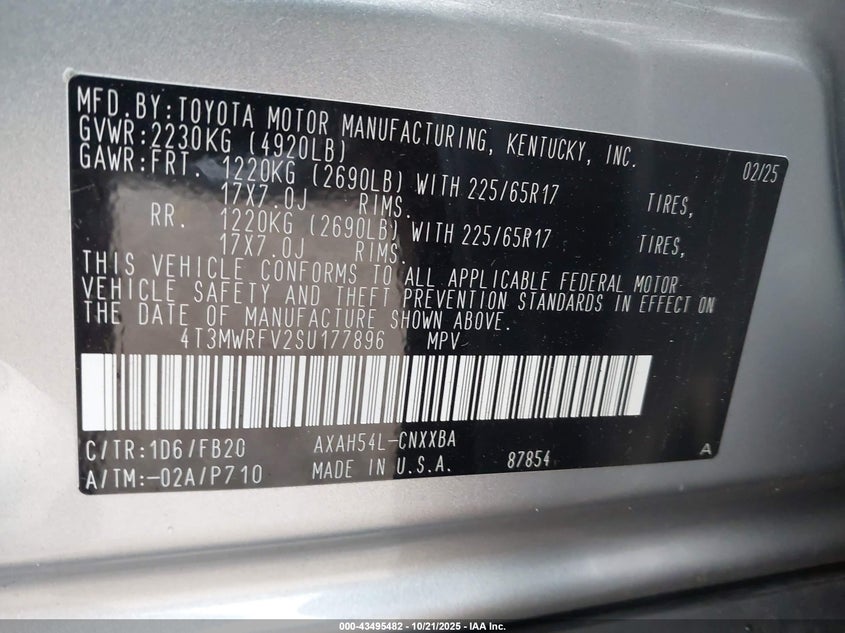 MFD.BY:TOYOTA MOTOR MANUFACTURING, KENTUCKY, INC.
GVWR:2230KG (4920LB) 02/25
GAWR:FRT. 1220KG (2690LB) WITH 225/65R17 TIRES,
17X7.0J RIMS.
RR. 1220KG (2690LB) WITH 225/65R17 TIRES,
17X7.0J RIMS.
THIS VEHICLE CONFORMS TO ALL APPLICABLE FEDERAL MOTOR
VEHICLE SAFETY AND THEFT PREVENTION STANDARDS IN EFFECT ON
THE DATE OF MANUFACTURE SHOWN ABOVE.
4T3MWRFV2SU177896 MPV
C/TR:1D6/FB20 AXAH54L-CNXXBA
A/TM:-02A/P710 MADE IN U.S.A. 87854 A
000-43495482 - 10/21/2025 - IAA Inc.